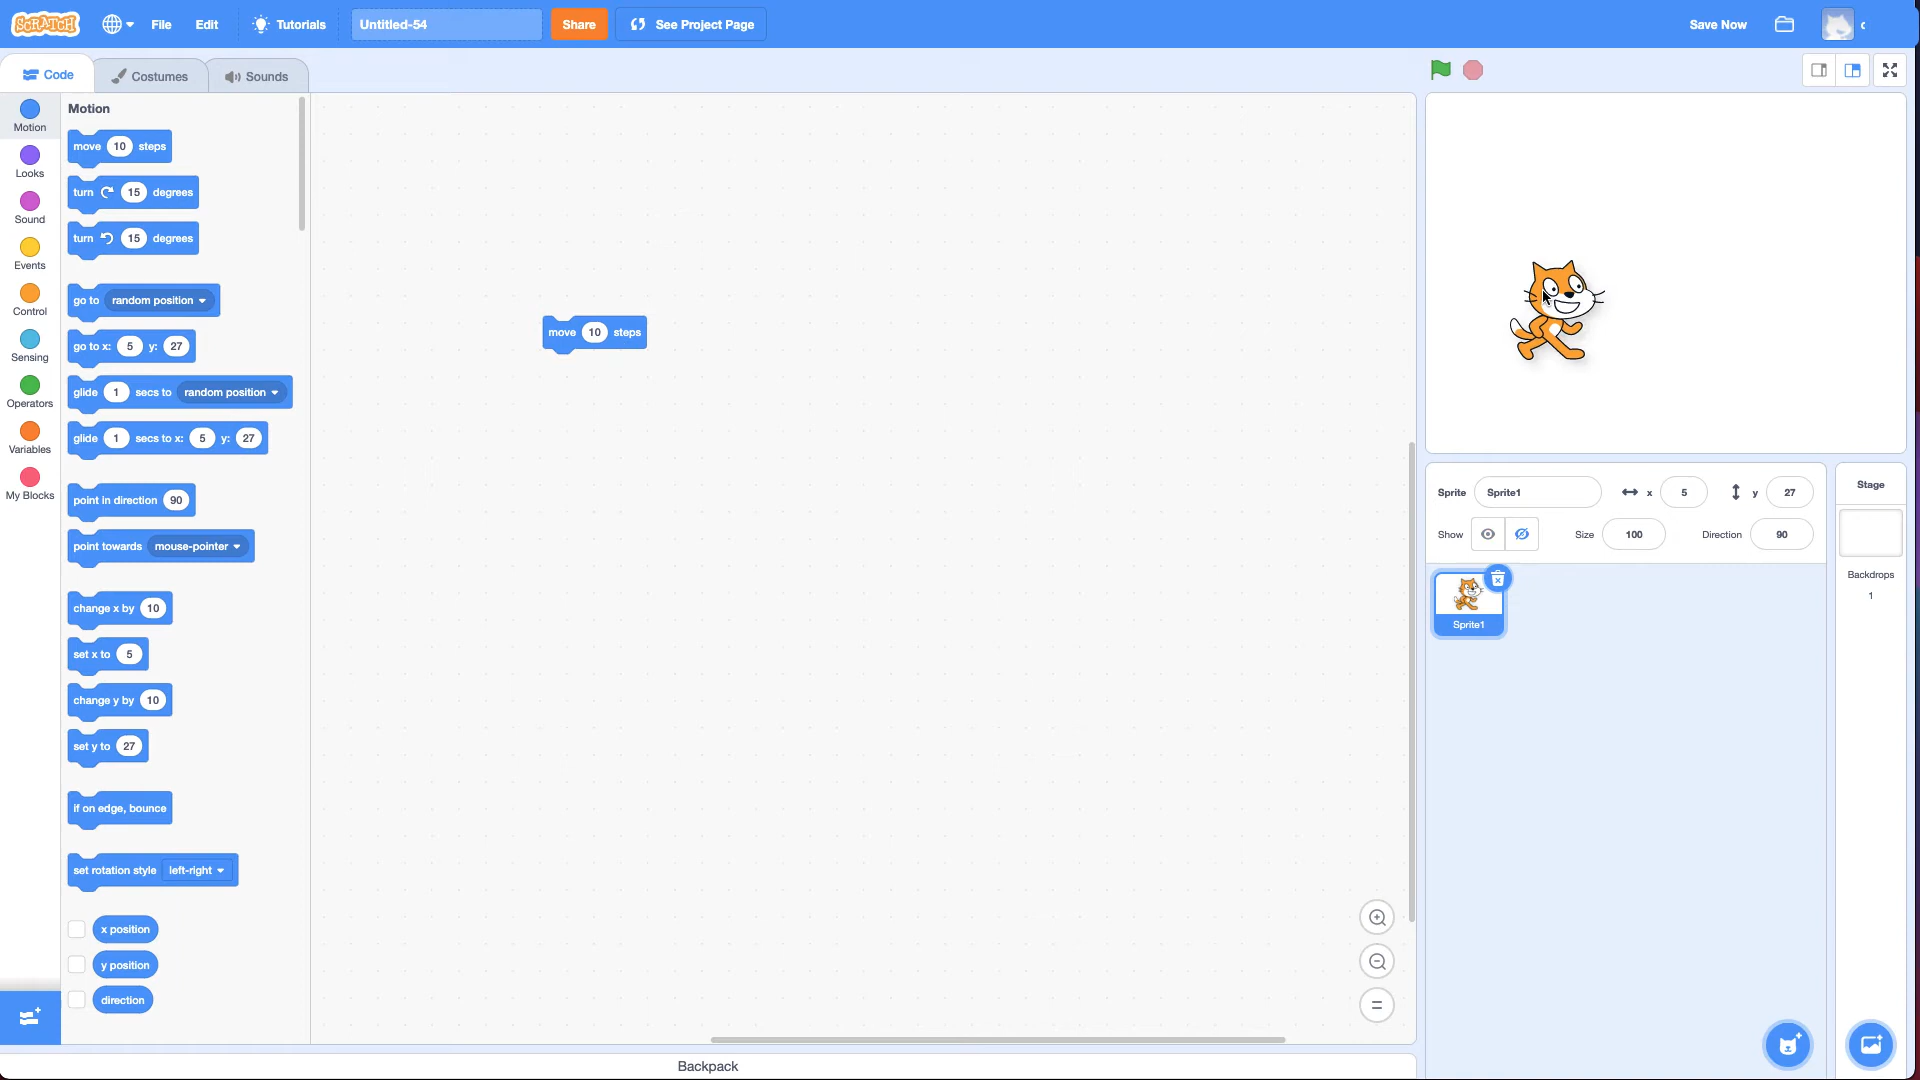 SCRATCH File Edit Tutorials Untitled-54 Share See Project Page Save Now
Code Costumes Sounds
Motion
Looks
Sound
Events
Control
Sensing
Operators
Variables
My Blocks
Motion
move 10 steps
turn 15 degrees
turn 15 degrees
go to random position
go to x: 5 y: 27
glide 1 secs to random position
glide 1 secs to x: 5 y: 27
point in direction 90
point towards mouse-pointer
change x by 10
set x to 5
change y by 10
set y to 27
if on edge, bounce
set rotation style left-right
x position
y position
direction
move 10 steps
Backpack
Sprite Sprite1 x 5 y 27
Show Size 100 Direction 90
Sprite1
Stage
Backdrops
1